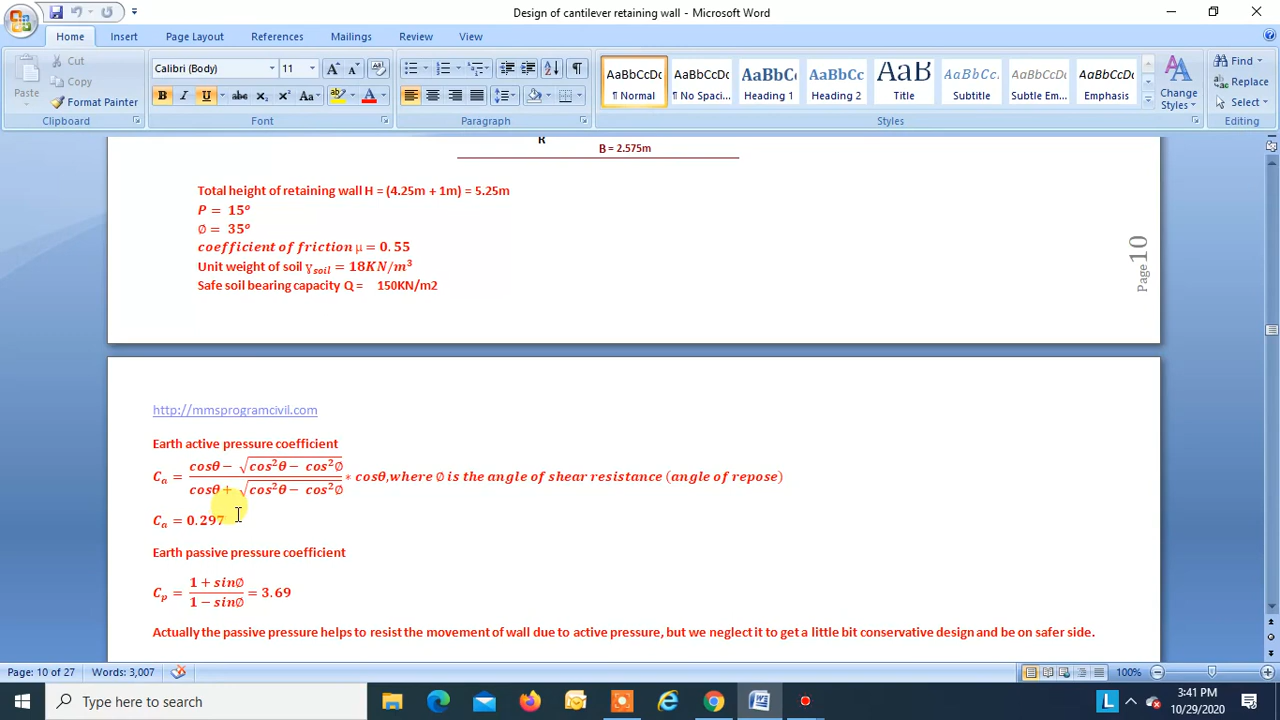 Design of cantilever retaining wall - Microsoft Word
Home Insert Page Layout References Mailings Review View
Paste
Cut
Copy
Format Painter
Calibri (Body) 11
AaBbCcDc AaBbCcDc AaBbCc AaBbCc AaB AaBbCc. AaBbCcDc AaBbCcDc
¶ Normal ¶ No Spaci... Heading 1 Heading 2 Title Subtitle Subtle Em... Emphasis
Change Styles
Find
Replace
Select
Clipboard Font Paragraph Styles Editing
R
B = 2.575m
Total height of retaining wall H = (4.25m + 1m) = 5.25m
P = 15°
∅ = 35°
coefficient of friction μ = 0.55
Unit weight of soil γsoil = 18KN/m³
Safe soil bearing capacity Q = 150KN/m2
Page 10
http://mmsprogramcivil.com
Earth active pressure coefficient
Cₐ = (cosθ − √(cos²θ − cos²∅)) / (cosθ + √(cos²θ − cos²∅)) * cosθ, where ∅ is the angle of shear resistance (angle of repose)
Cₐ = 0.297
Earth passive pressure coefficient
Cₚ = (1 + sin∅) / (1 − sin∅) = 3.69
Actually the passive pressure helps to resist the movement of wall due to active pressure, but we neglect it to get a little bit conservative design and be on safer side.
Page: 10 of 27 Words: 3,007
100%
Type here to search
3:41 PM
10/29/2020